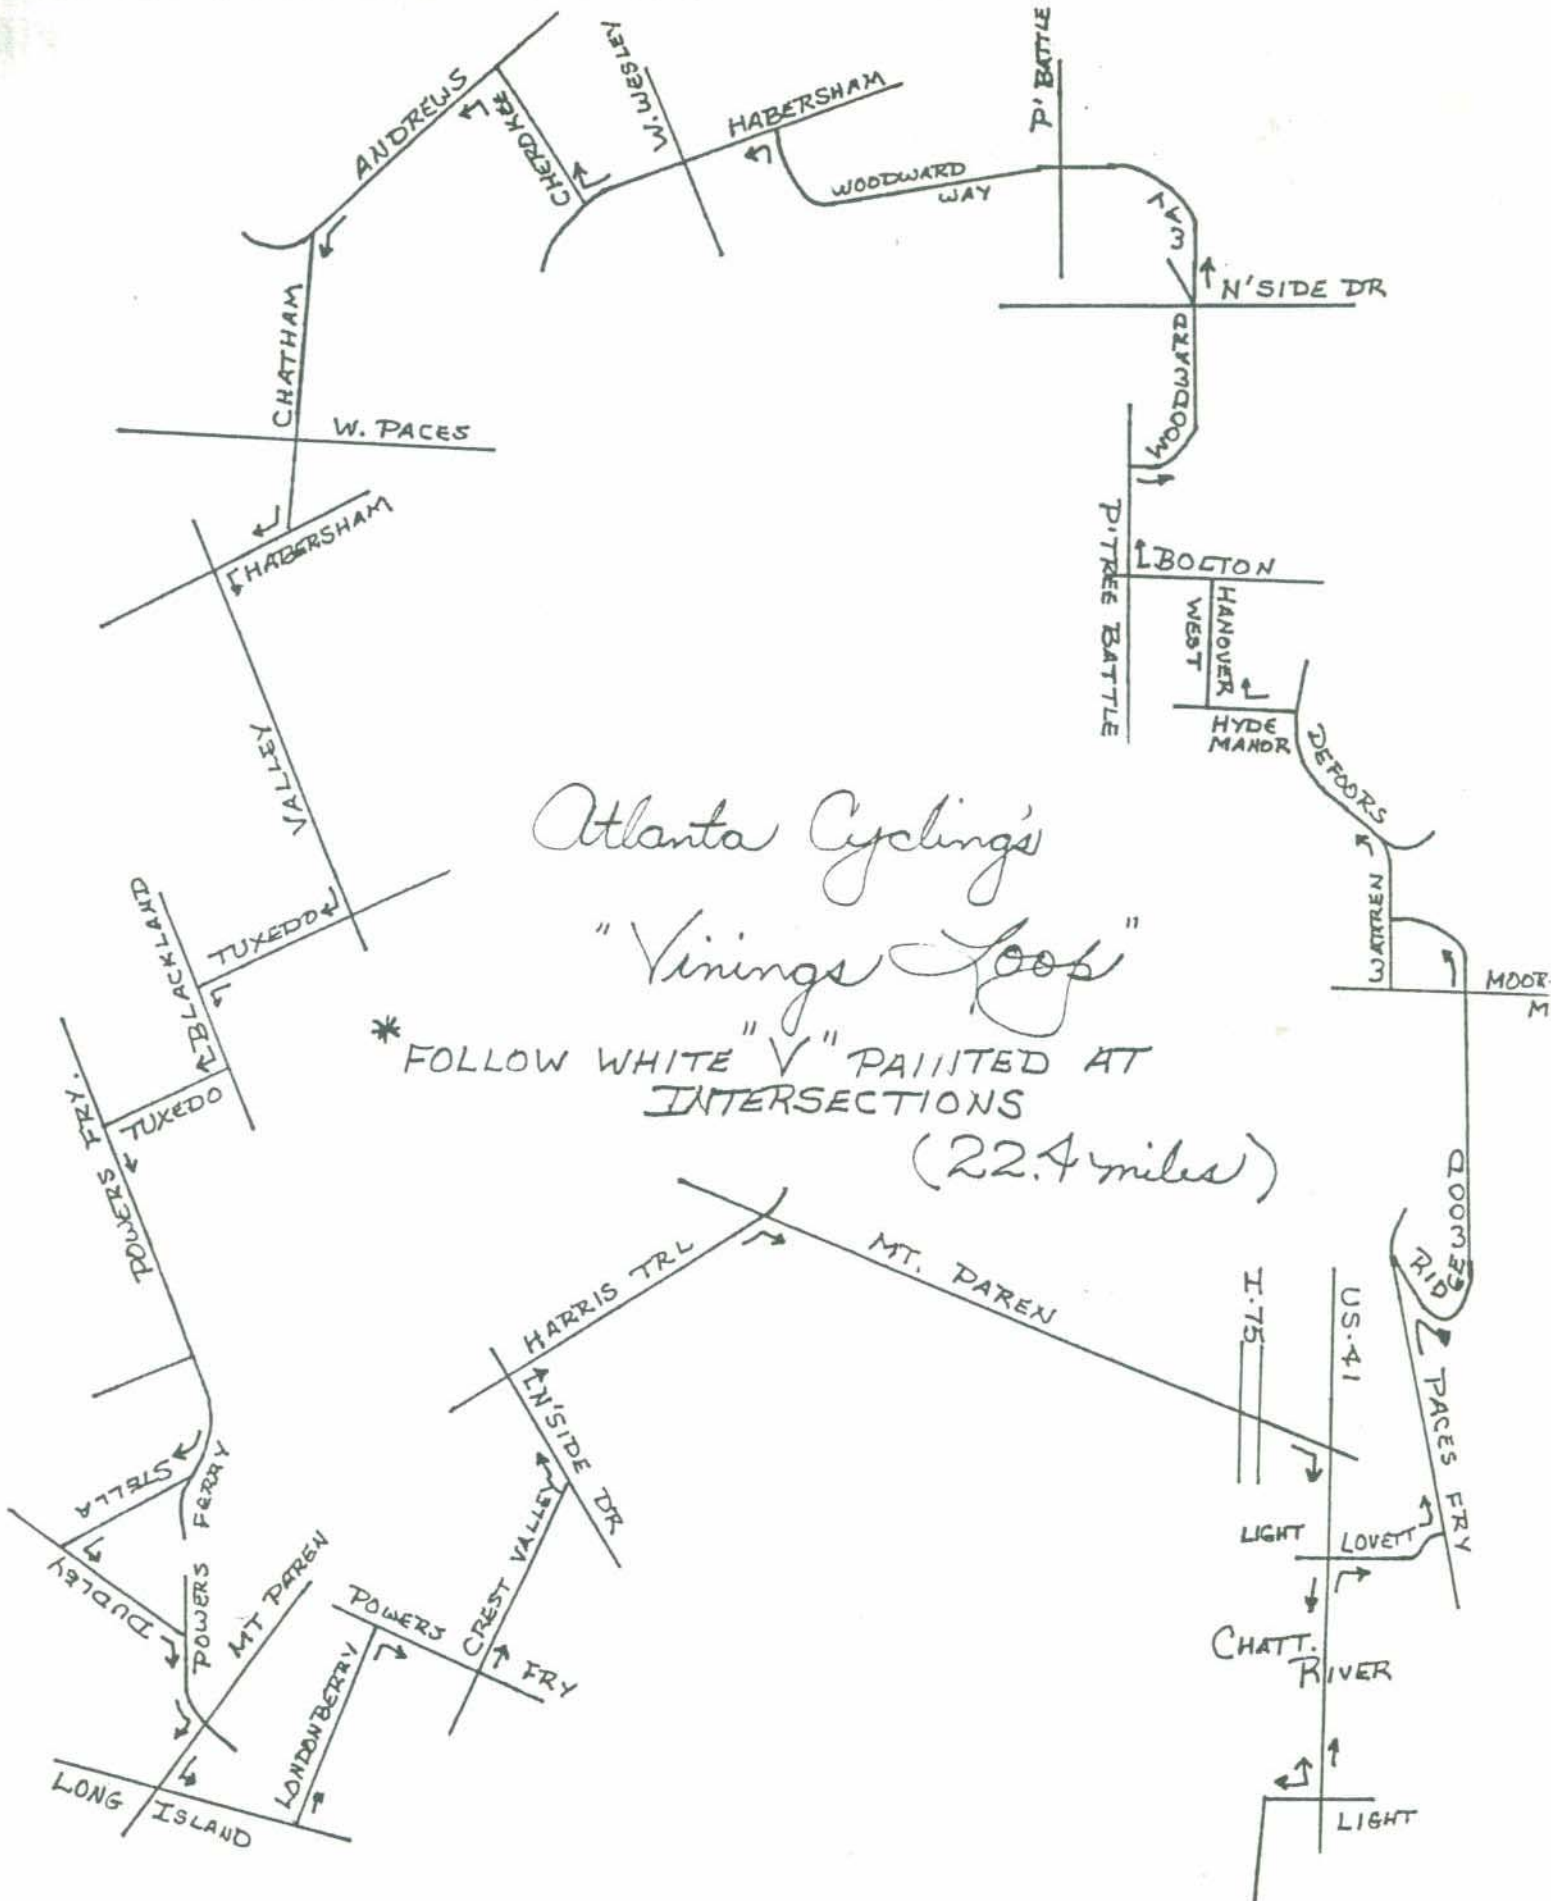 P' BATTLE
W. WESLEY
ANDREWS
CHEROKEE
HABERSHAM
WOODWARD
WAY
WAY
N'SIDE DR
CHATHAM
WOODWARD
W. PACES
HABERSHAM
P'TREE BATTLE
BOLTON
HANOVER
WEST
HYDE
MANOR
DEFOORS
VALLEY
Atlanta Cycling's
"Vinings Loop"
*FOLLOW WHITE "V" PAINTED AT
INTERSECTIONS
(22.4 miles)
WARREN
MOOR
M
TUXEDO
BLACKLAND
TUXEDO
POWERS FRY.
RIDGEWOOD
HARRIS TRL
MT. PAREN
I-75
US-41
PACES FRY
N'SIDE DR
STELLA
POWERS FERRY
DUDLEY
MT PAREN
POWERS FRY
CREST VALLEY
LONDONBERRY
LONG ISLAND
LIGHT
LOVETT
CHATT.
RIVER
LIGHT